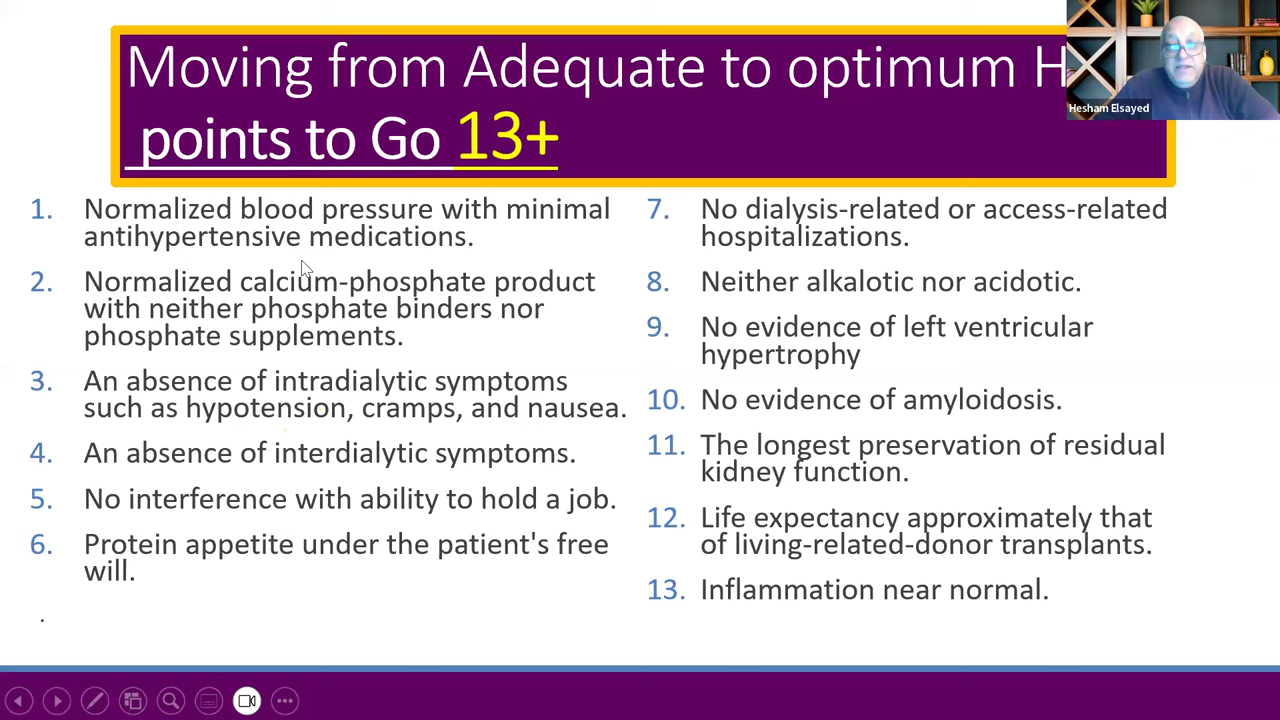 Moving from Adequate to optimum H
points to Go 13+
Hesham Elsayed
1. Normalized blood pressure with minimal
antihypertensive medications.
2. Normalized calcium-phosphate product
with neither phosphate binders nor
phosphate supplements.
3. An absence of intradialytic symptoms
such as hypotension, cramps, and nausea.
4. An absence of interdialytic symptoms.
5. No interference with ability to hold a job.
6. Protein appetite under the patient's free
will.
.
7. No dialysis-related or access-related
hospitalizations.
8. Neither alkalotic nor acidotic.
9. No evidence of left ventricular
hypertrophy
10. No evidence of amyloidosis.
11. The longest preservation of residual
kidney function.
12. Life expectancy approximately that
of living-related-donor transplants.
13. Inflammation near normal.